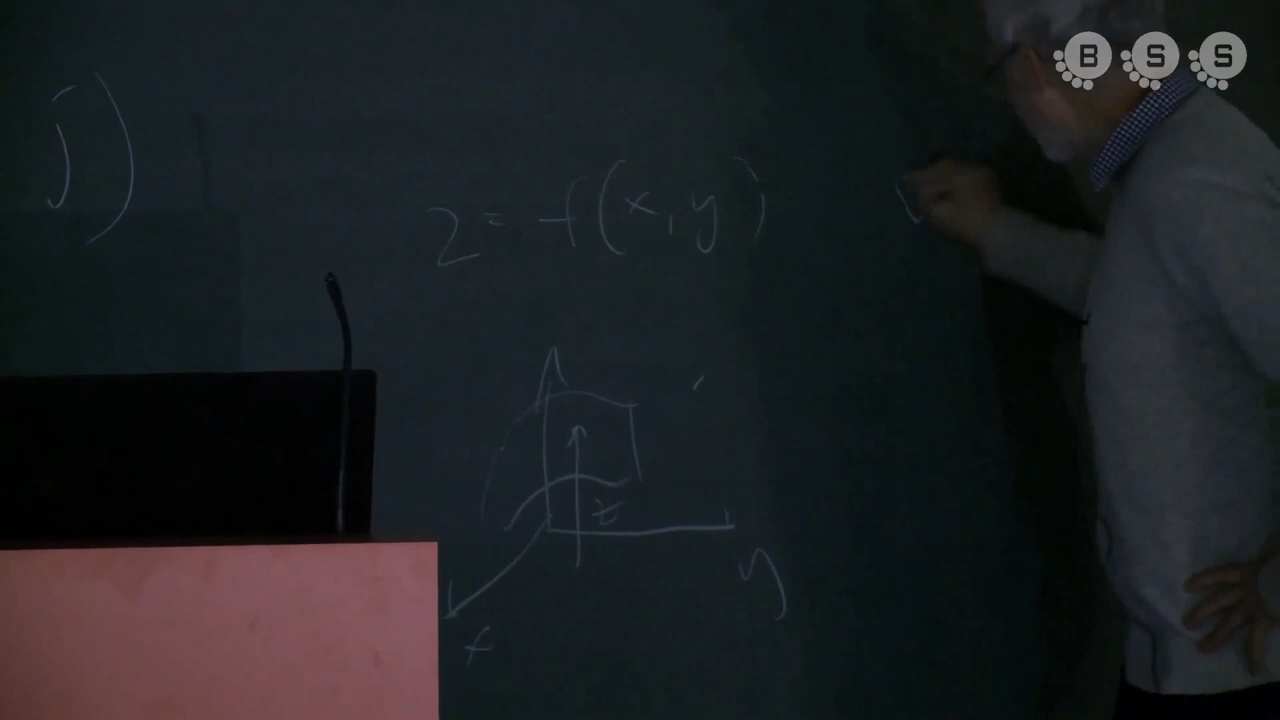 BSS
j)
z = f(x, y)
z
y
x